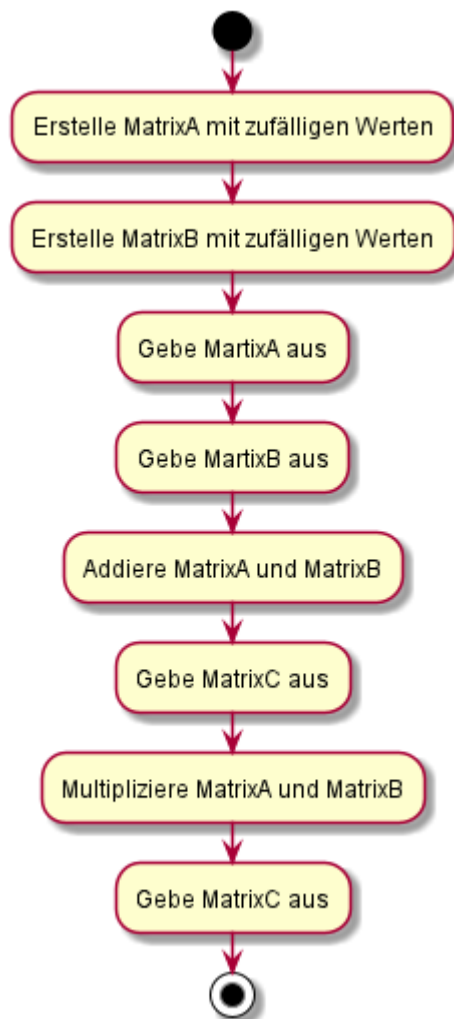 Erstelle MatrixA mit zufälligen Werten
Erstelle MatrixB mit zufälligen Werten
Gebe MartixA aus
Gebe MartixB aus
Addiere MatrixA und MatrixB
Gebe MatrixC aus
Multipliziere MatrixA und MatrixB
Gebe MatrixC aus